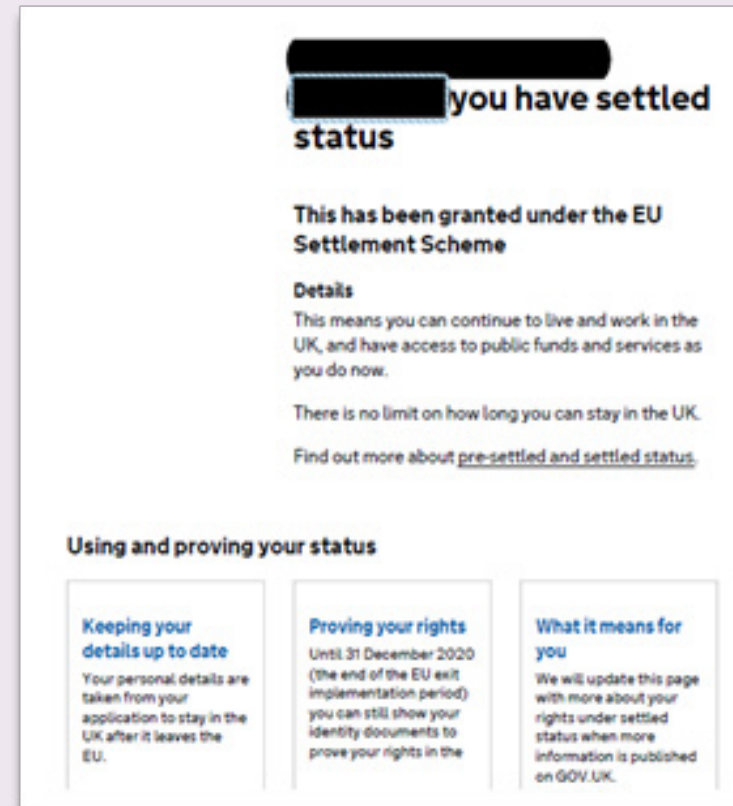 you have settled
status
This has been granted under the EU
Settlement Scheme
Details
This means you can continue to live and work in the
UK, and have access to public funds and services as
you do now.
There is no limit on how long you can stay in the UK.
Find out more about pre-settled and settled status.
Using and proving your status
Keeping your
details up to date
Your personal details are
taken from your
application to stay in the
UK after it leaves the
EU.
Proving your rights
Until 31 December 2020
(the end of the EU exit
implementation period)
you can still show your
identity documents to
prove your rights in the
What it means for
you
We will update this page
with more about your
rights under settled
status when more
information is published
on GOV.UK.